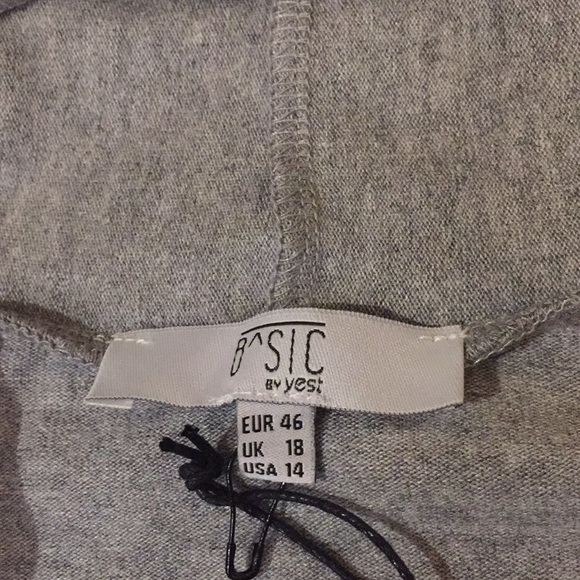 B^SIC
BY yest
EUR 46
UK 18
USA 14